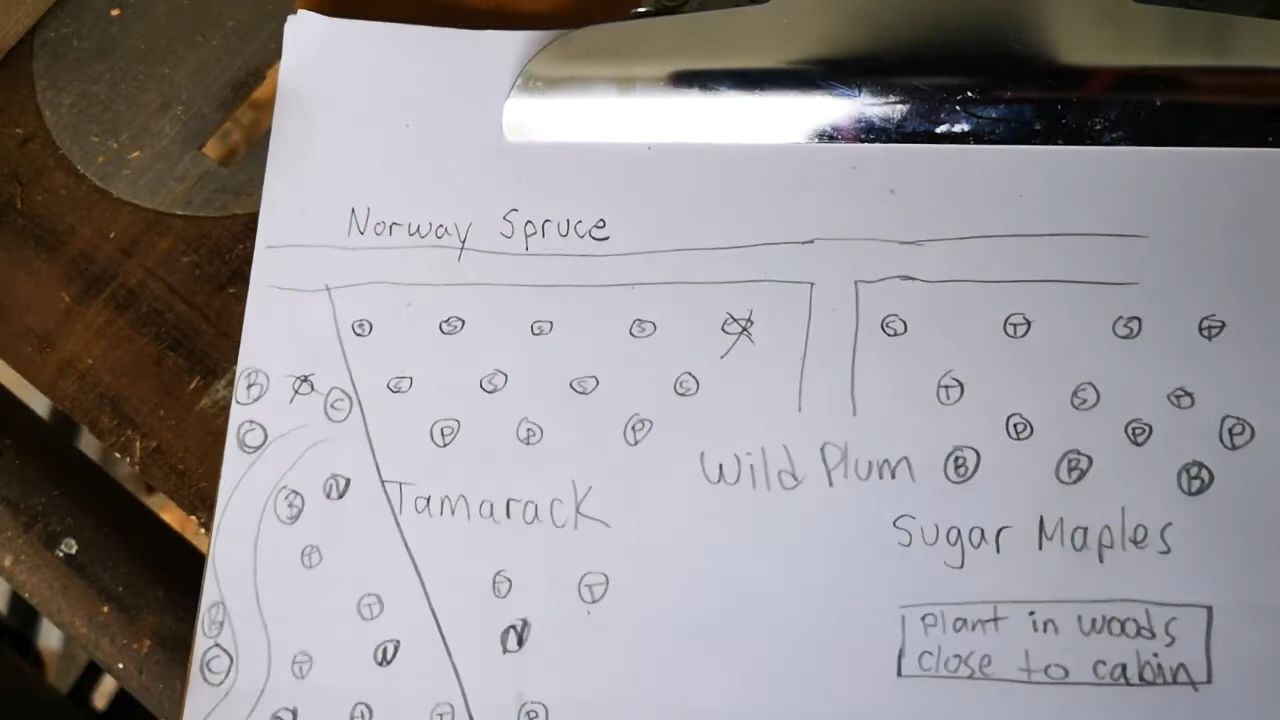 Norway Spruce
S S S S
S T S T
B C
S S S S
T S T
C
P P P
P P P
Wild Plum
B B B
B N
Tamarack
Sugar Maples
T
T T
T
N
plant in woods
B
N
close to cabin
C T
T P